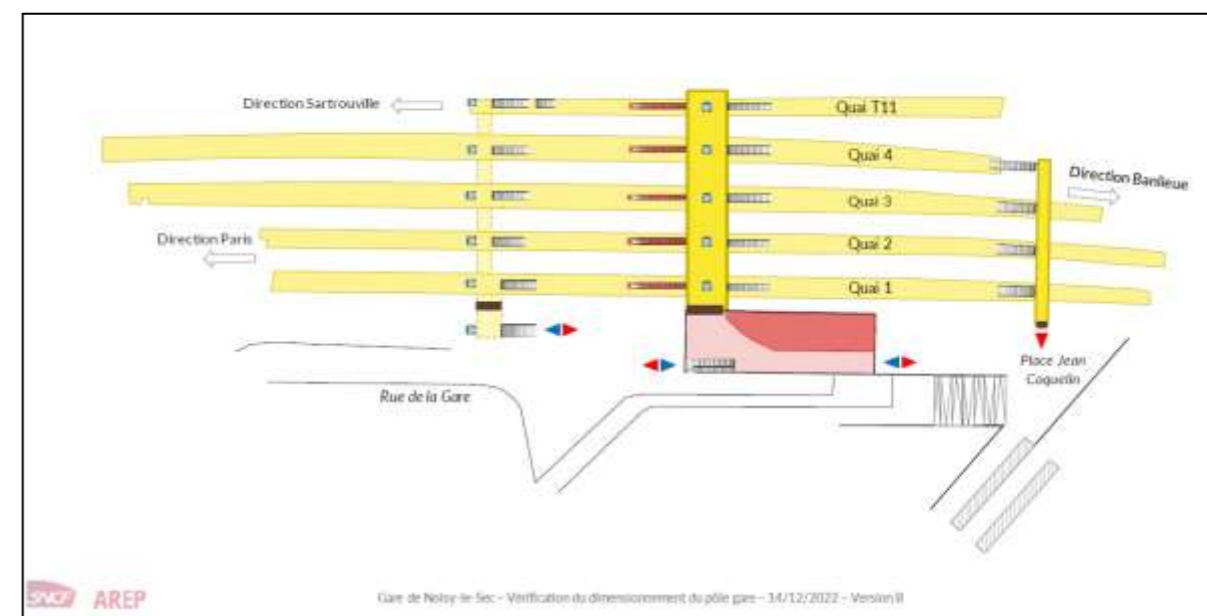 Direction Sartrouville
Quai T11
Quai 4
Direction Banlieue
Quai 3
Direction Paris
Quai 2
Quai 1
Place Jean
Coquelin
Rue de la Gare
SNCF AREP
Gare de Noisy-le-Sec – Vérification du dimensionnement du pôle gare – 14/12/2022 – Version B